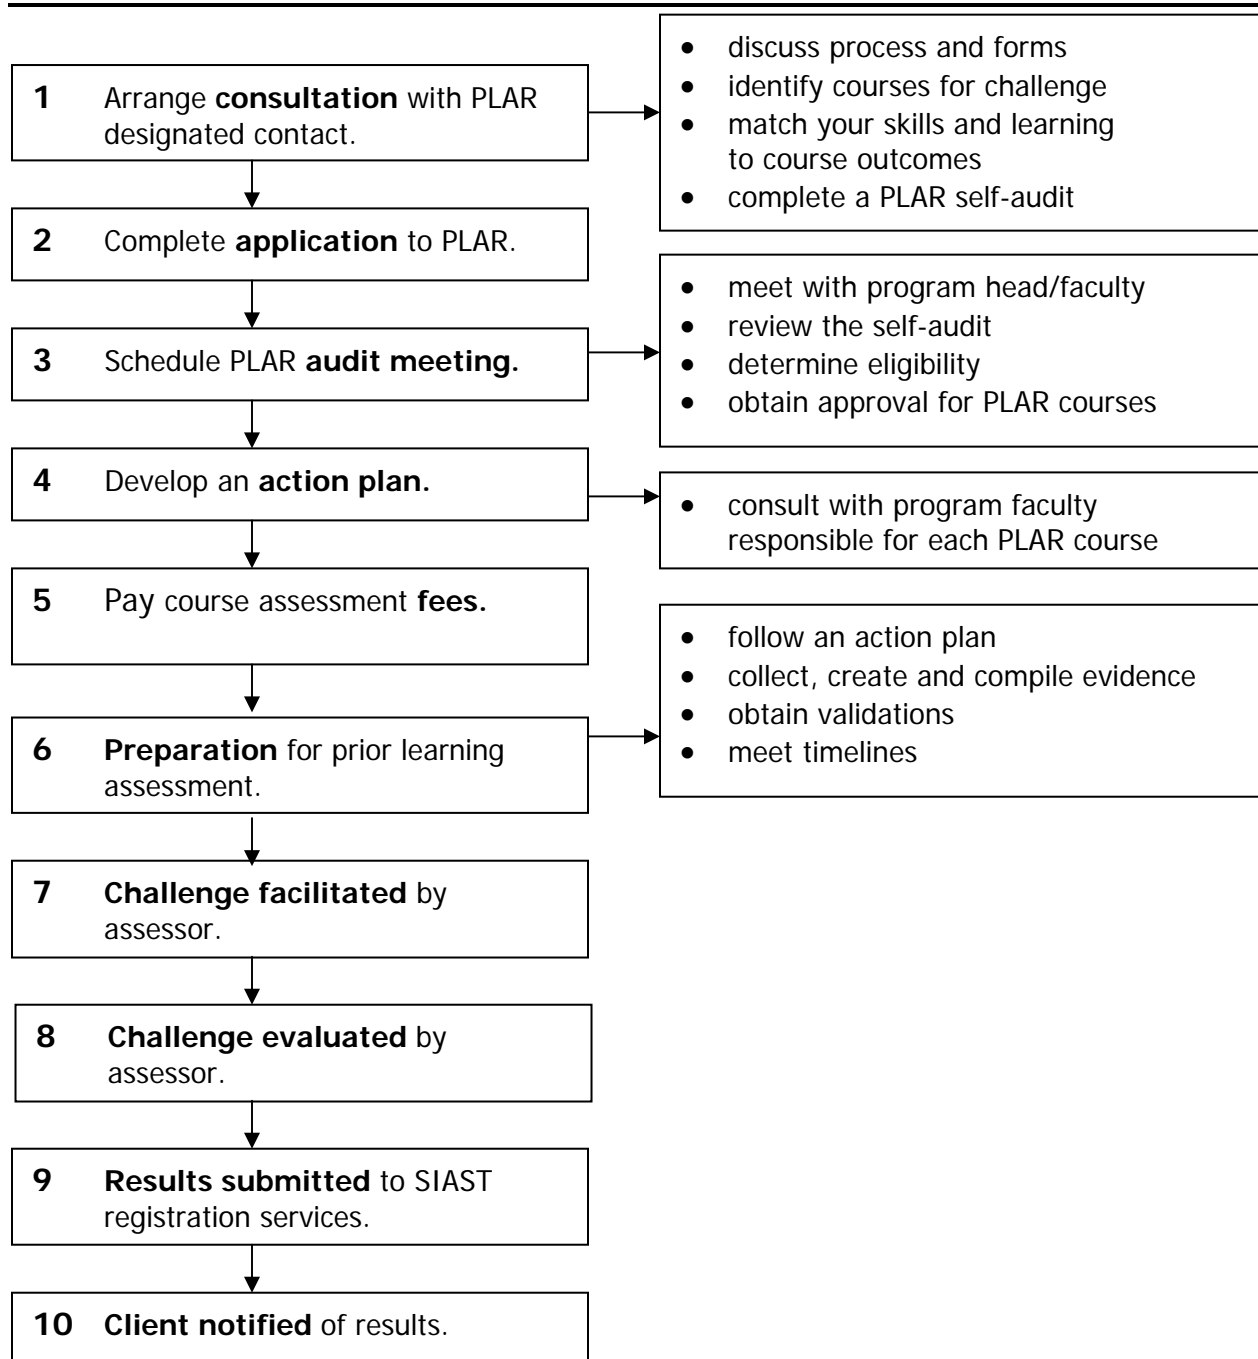 1 Arrange consultation with PLAR
designated contact.
• discuss process and forms
• identify courses for challenge
• match your skills and learning
to course outcomes
• complete a PLAR self-audit
2 Complete application to PLAR.
3 Schedule PLAR audit meeting.
• meet with program head/faculty
• review the self-audit
• determine eligibility
• obtain approval for PLAR courses
4 Develop an action plan.
• consult with program faculty
responsible for each PLAR course
5 Pay course assessment fees.
6 Preparation for prior learning
assessment.
• follow an action plan
• collect, create and compile evidence
• obtain validations
• meet timelines
7 Challenge facilitated by
assessor.
8 Challenge evaluated by
assessor.
9 Results submitted to SIAST
registration services.
10 Client notified of results.